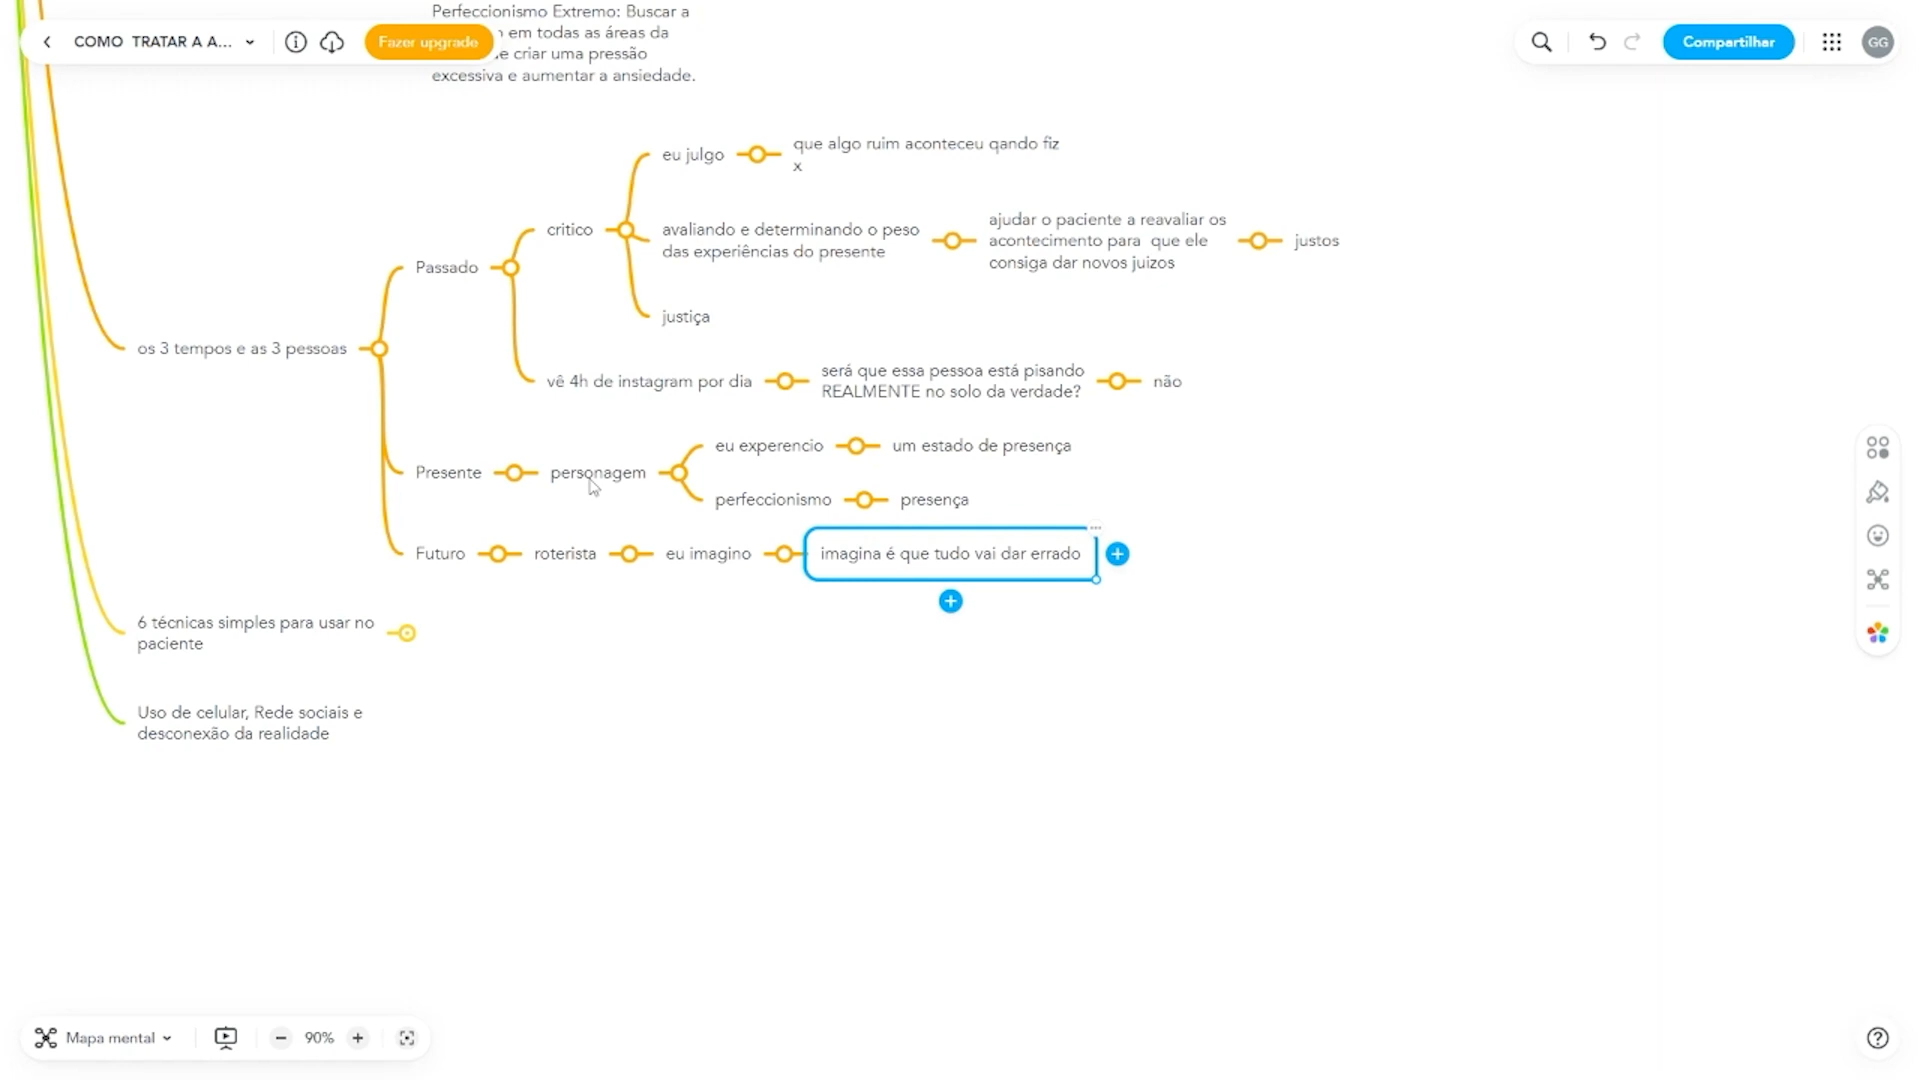 Perfeccionismo Extremo: Buscar a
em todas as áreas da
criar uma pressão
excessiva e aumentar a ansiedade.
COMO TRATAR A A...
Fazer upgrade
Compartilhar
GG
eu julgo
que algo ruim aconteceu qando fiz
x
critico
avaliando e determinando o peso
das experiências do presente
ajudar o paciente a reavaliar os
acontecimento para que ele
consiga dar novos juizos
justos
Passado
justiça
os 3 tempos e as 3 pessoas
vê 4h de instagram por dia
será que essa pessoa está pisando
REALMENTE no solo da verdade?
não
eu experencio
um estado de presença
Presente
personagem
perfeccionismo
presença
Futuro
roterista
eu imagino
imagina é que tudo vai dar errado
6 técnicas simples para usar no
paciente
Uso de celular, Rede sociais e
desconexão da realidade
Mapa mental
90%